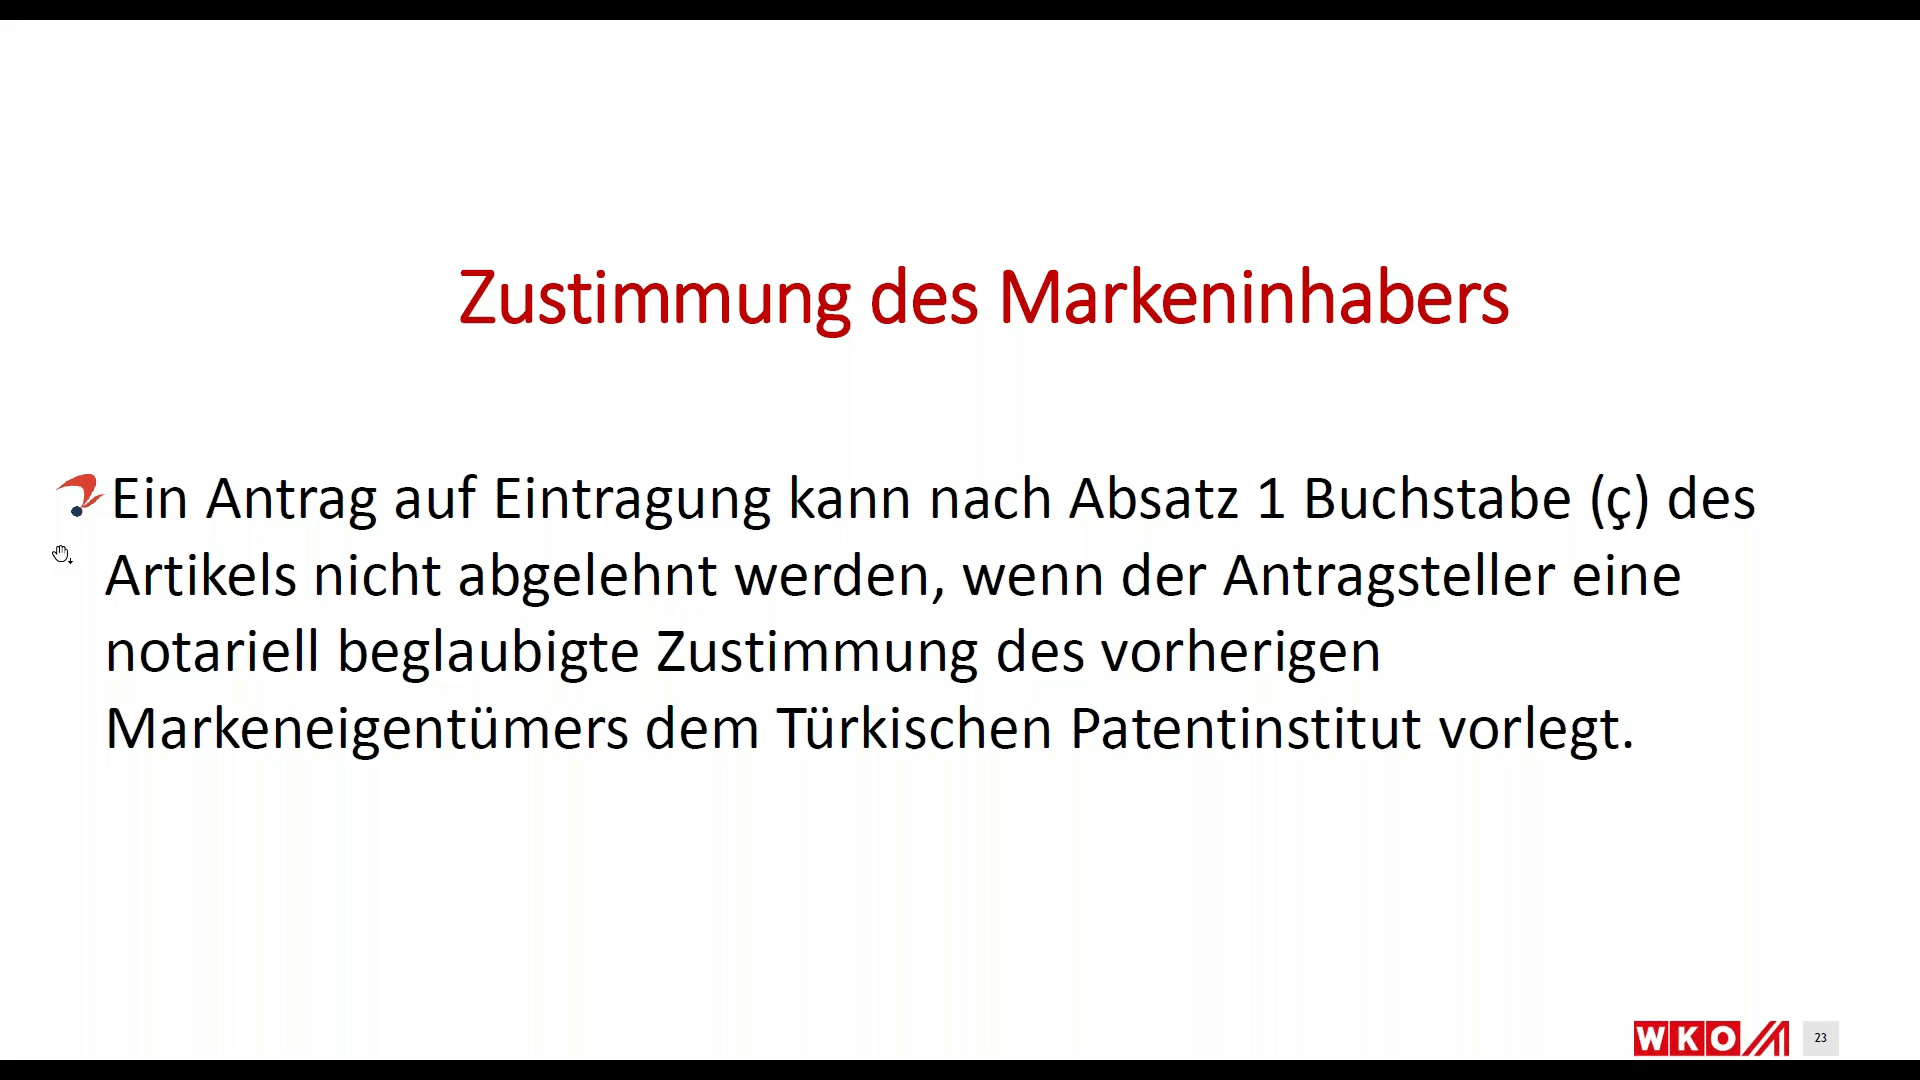 Zustimmung des Markeninhabers
Ein Antrag auf Eintragung kann nach Absatz 1 Buchstabe (ç) des
Artikels nicht abgelehnt werden, wenn der Antragsteller eine
notariell beglaubigte Zustimmung des vorherigen
Markeneigentümers dem Türkischen Patentinstitut vorlegt.
WKO
23